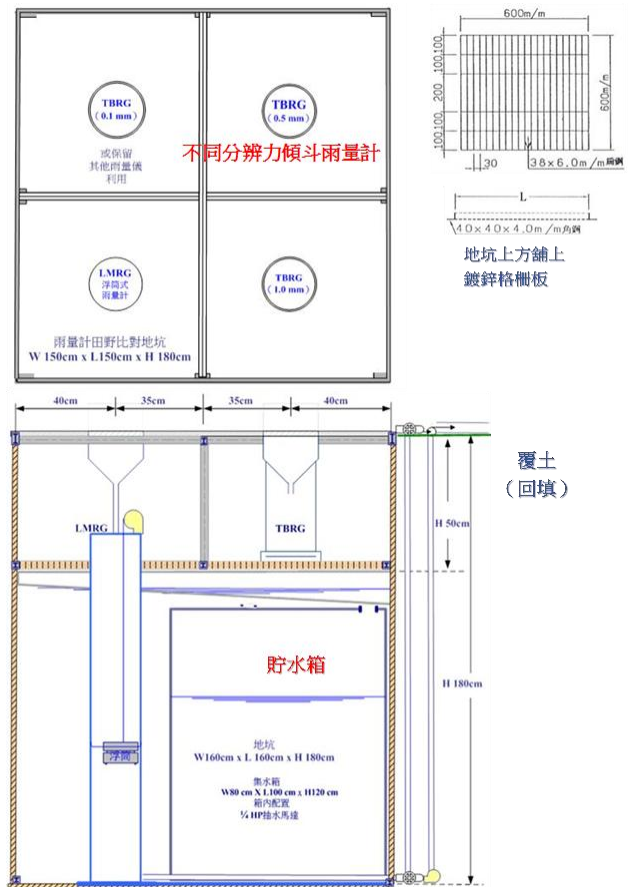 TBRG
(0.1 mm)
或保留
其他雨量儀
利用
TBRG
(0.5 mm)
不同分辨力傾斗雨量計
LMRG
浮筒式
雨量計
TBRG
(1.0 mm)
雨量計田野比對地坑
W 150cm x L150cm x H 180cm
600m/m
100,100
200
100,100
600m/m
30
38×6.0m/m扁鋼
L
40×40×4.0m/m角鋼
地坑上方舖上
鍍鋅格柵板
40cm
35cm
35cm
40cm
覆土
(回填)
LMRG
TBRG
H 50cm
貯水箱
H 180cm
地坑
W160cm x L 160cm x H 180cm
浮筒
集水箱
W80 cm X L100 cm x H120 cm
箱內配置
¼ HP抽水馬達